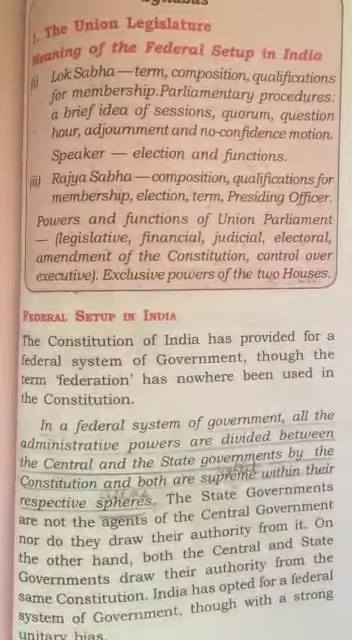 Syllabus
1. The Union Legislature
Meaning of the Federal Setup in India
(i) Lok Sabha — term, composition, qualifications
for membership. Parliamentary procedures:
a brief idea of sessions, quorum, question
hour, adjournment and no-confidence motion.
Speaker — election and functions.
(ii) Rajya Sabha — composition, qualifications for
membership, election, term, Presiding Officer.
Powers and functions of Union Parliament
— (legislative, financial, judicial, electoral,
amendment of the Constitution, control over
executive). Exclusive powers of the two Houses.
FEDERAL SETUP IN INDIA
The Constitution of India has provided for a
federal system of Government, though the
term 'federation' has nowhere been used in
the Constitution.
In a federal system of government, all the
administrative powers are divided between
the Central and the State governments by the
Constitution and both are supreme within their
respective spheres. The State Governments
are not the agents of the Central Government
nor do they draw their authority from it. On
the other hand, both the Central and State
Governments draw their authority from the
same Constitution. India has opted for a federal
system of Government, though with a strong
unitary bias.